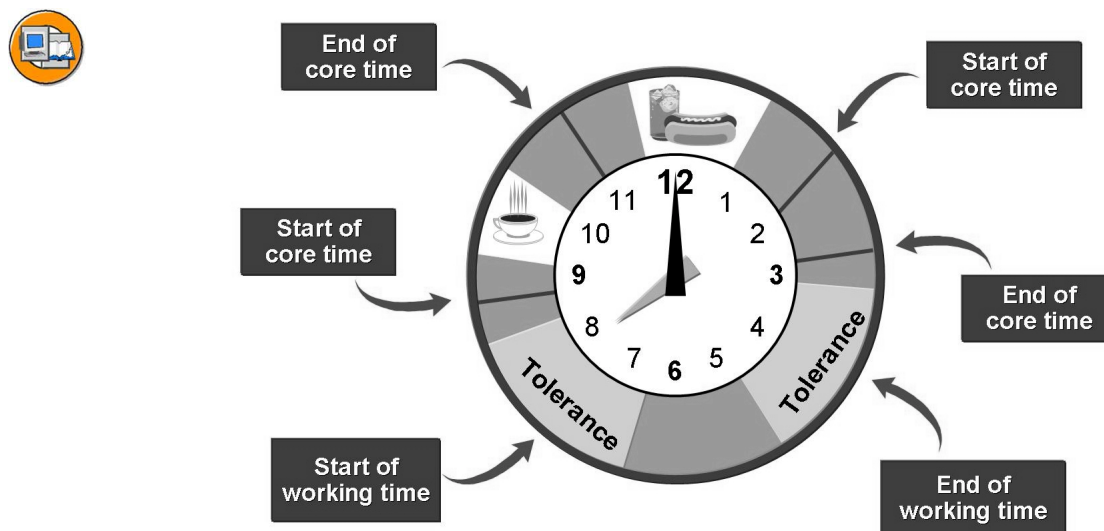 End of
core time
Start of
core time
Start of
core time
End of
core time
Start of
working time
End of
working time
Tolerance
Tolerance
12
1
2
3
4
5
6
7
8
9
10
11